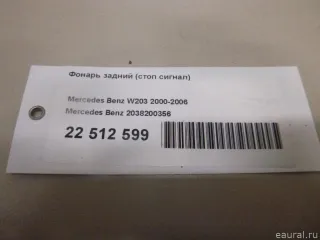 Фонарь задний (стоп сигнал)
Mercedes Benz W203 2000-2006
Mercedes Benz 2038200356
22 512 599
eaural.ru